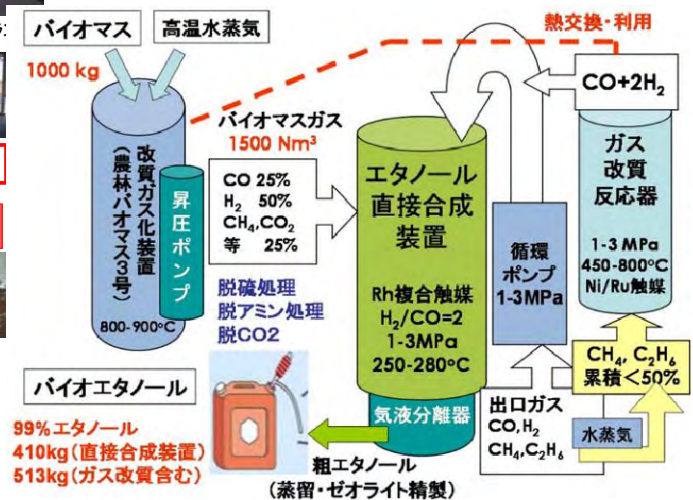 バイオマス
高温水蒸気
1000 kg
改質ガス化装置
（農林バイオマス3号）
800-900°C
昇圧ポンプ
バイオマスガス
1500 Nm³
CO 25%
H₂ 50%
CH₄,CO₂
等 25%
脱硫処理
脱アミン処理
脱CO2
エタノール
直接合成
装置
Rh複合触媒
H₂/CO=2
1-3MPa
250-280°C
気液分離器
熱交換・利用
CO+2H₂
ガス
改質
反応器
1-3 MPa
450-800°C
Ni/Ru触媒
循環
ポンプ
1-3MPa
CH₄, C₂H₆
累積<50%
出口ガス
CO,H₂
CH₄,C₂H₆
水蒸気
バイオエタノール
99%エタノール
410kg(直接合成装置)
513kg(ガス改質含む)
粗エタノール
(蒸留・ゼオライト精製)